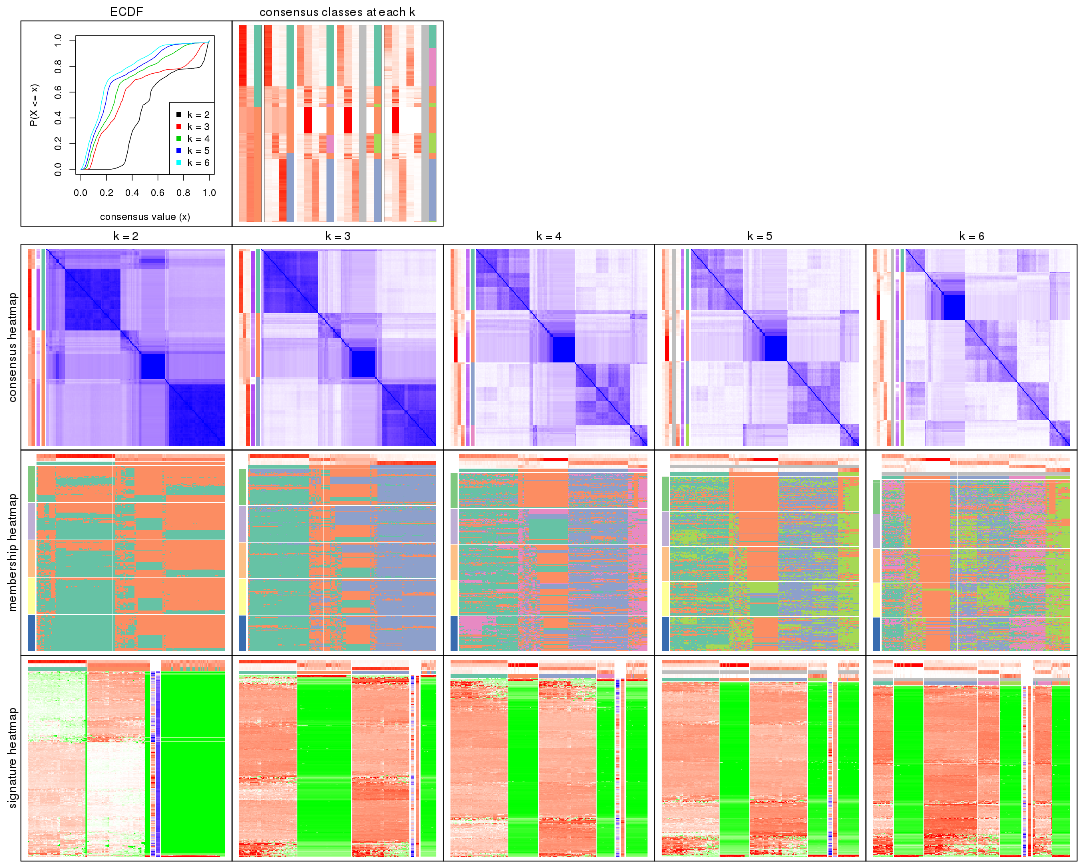 ECDF
consensus classes at each k
P(X <= x)
0.0 0.2 0.4 0.6 0.8 1.0
k = 2
k = 3
k = 4
k = 5
k = 6
0.0 0.2 0.4 0.6 0.8 1.0
consensus value (x)
k = 2
k = 3
k = 4
k = 5
k = 6
consensus heatmap
membership heatmap
signature heatmap